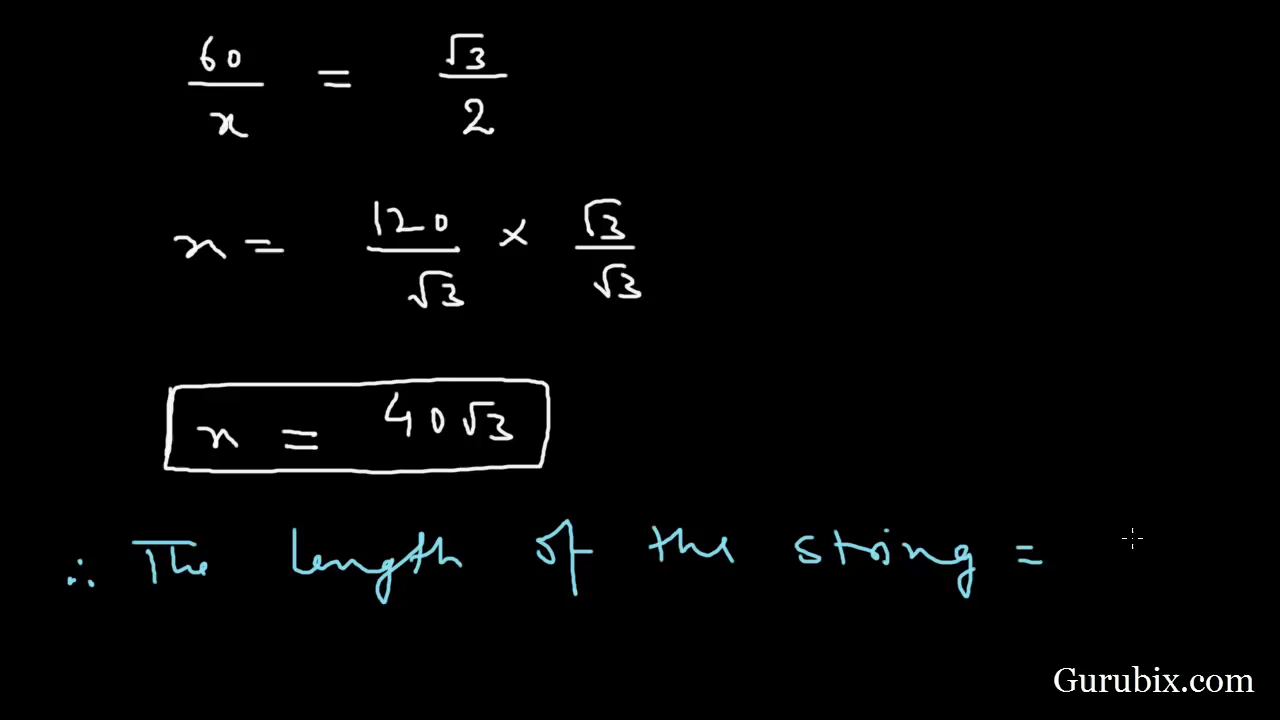 60/x = √3/2
x = 120/√3 × √3/√3
x = 40√3
∴ The length of the string =
Gurubix.com